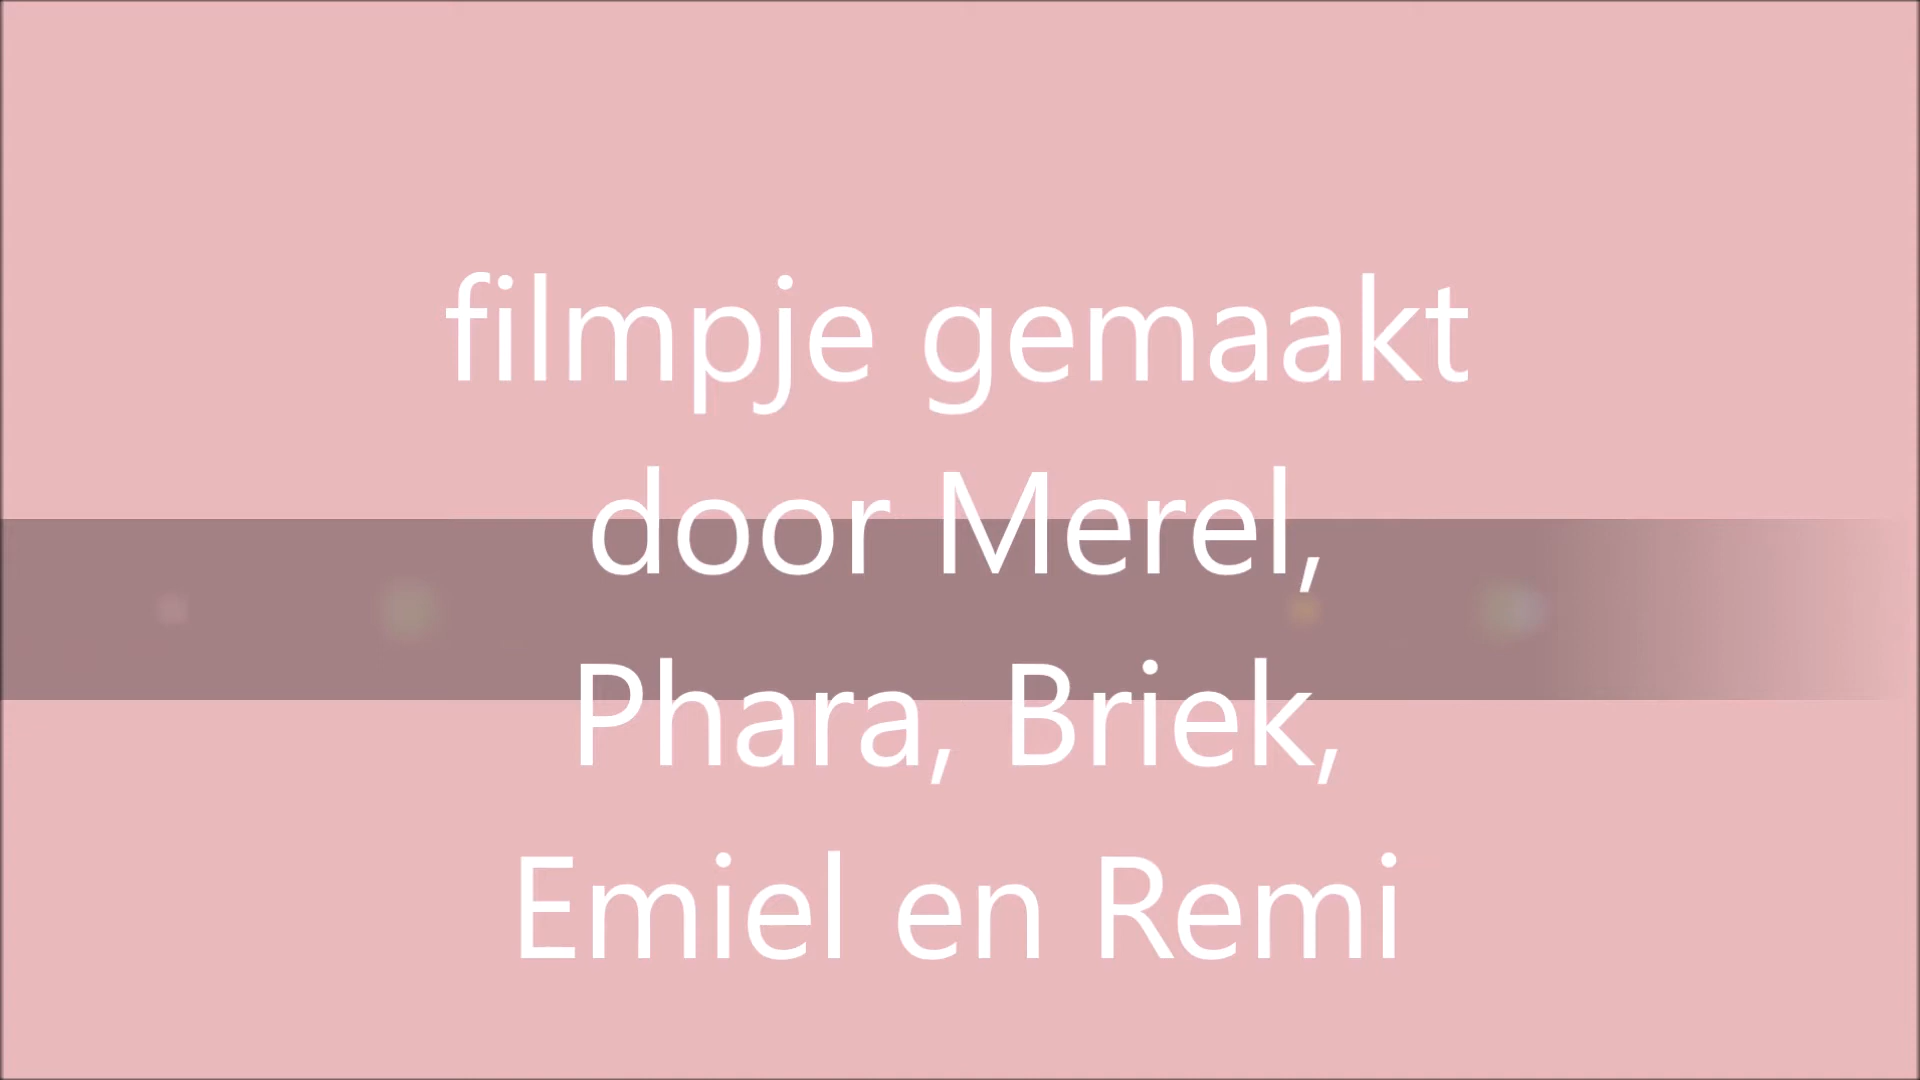 filmpje gemaakt
door Merel,
Phara, Briek,
Emiel en Remi